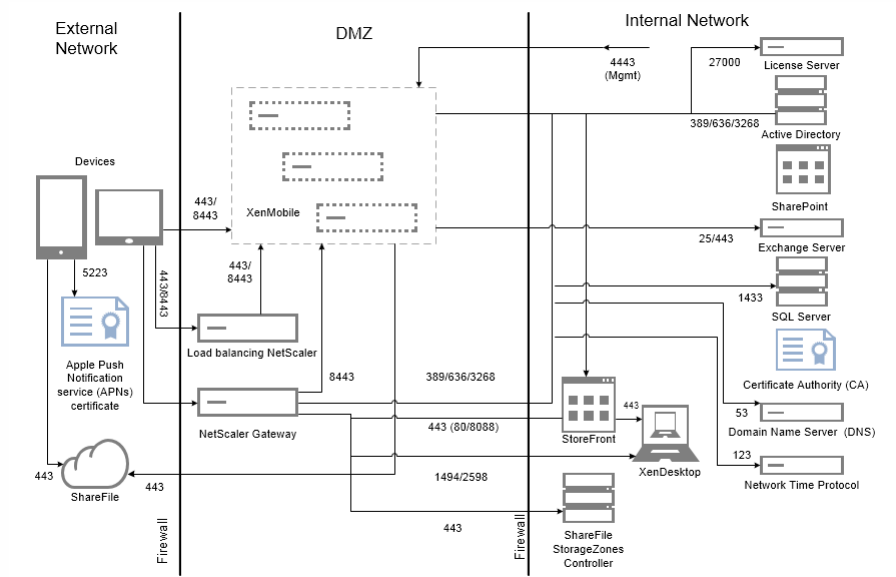 External
Network
DMZ
Internal Network
4443
(Mgmt)
27000
License Server
389/636/3268
Active Directory
Devices
SharePoint
443/
8443
XenMobile
25/443
Exchange Server
5223
443/8443
443/
8443
1433
SQL Server
Load balancing NetScaler
Apple Push
Notification
service (APNs)
certificate
8443
389/636/3268
Certificate Authority (CA)
443
53
Domain Name Server (DNS)
NetScaler Gateway
443 (80/8088)
StoreFront
XenDesktop
123
Network Time Protocol
443
ShareFile
443
1494/2598
443
ShareFile
StorageZones
Controller
Firewall
Firewall